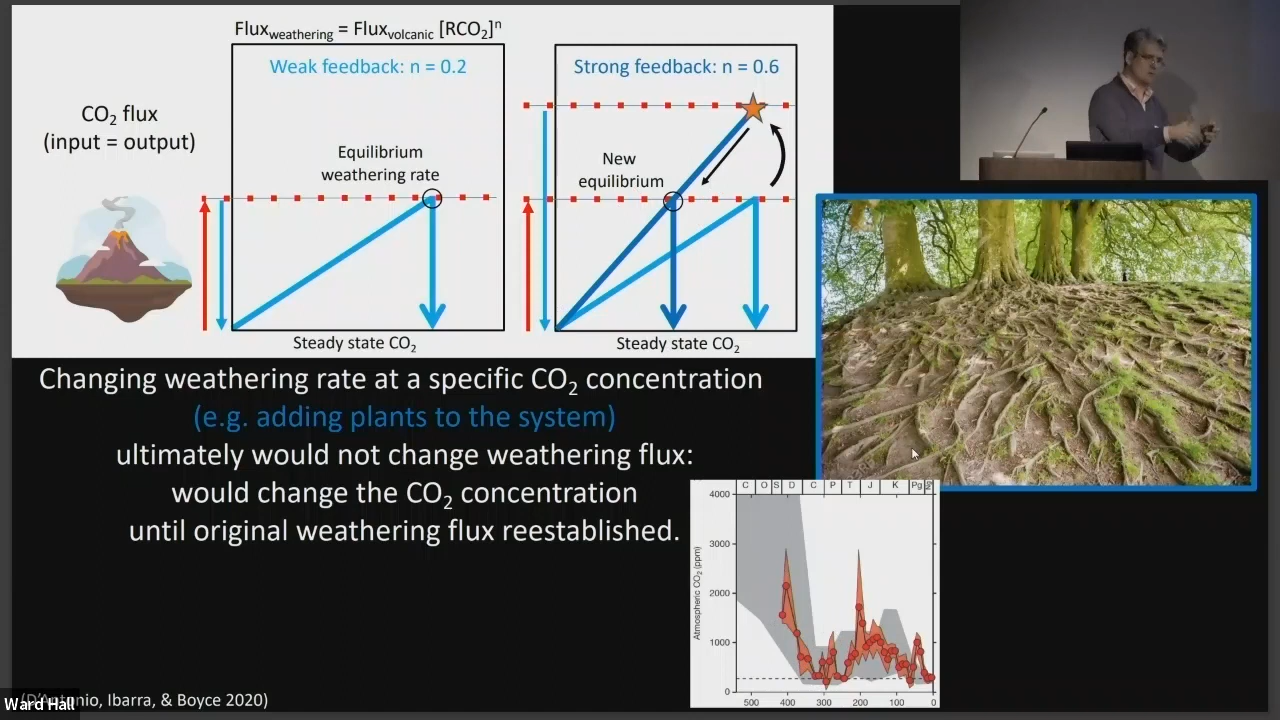 Flux_weathering = Flux_volcanic [RCO₂]ⁿ
Weak feedback: n = 0.2
Strong feedback: n = 0.6
CO₂ flux
(input = output)
Equilibrium
weathering rate
New
equilibrium
Steady state CO₂
Steady state CO₂
Changing weathering rate at a specific CO₂ concentration
(e.g. adding plants to the system)
ultimately would not change weathering flux:
would change the CO₂ concentration
until original weathering flux reestablished.
C O S D C P T J K Pg
Atmospheric CO₂ (ppm)
4000
3000
2000
1000
0
500 400 300 200 100 0
Ibarra, & Boyce 2020)
Ward Hall